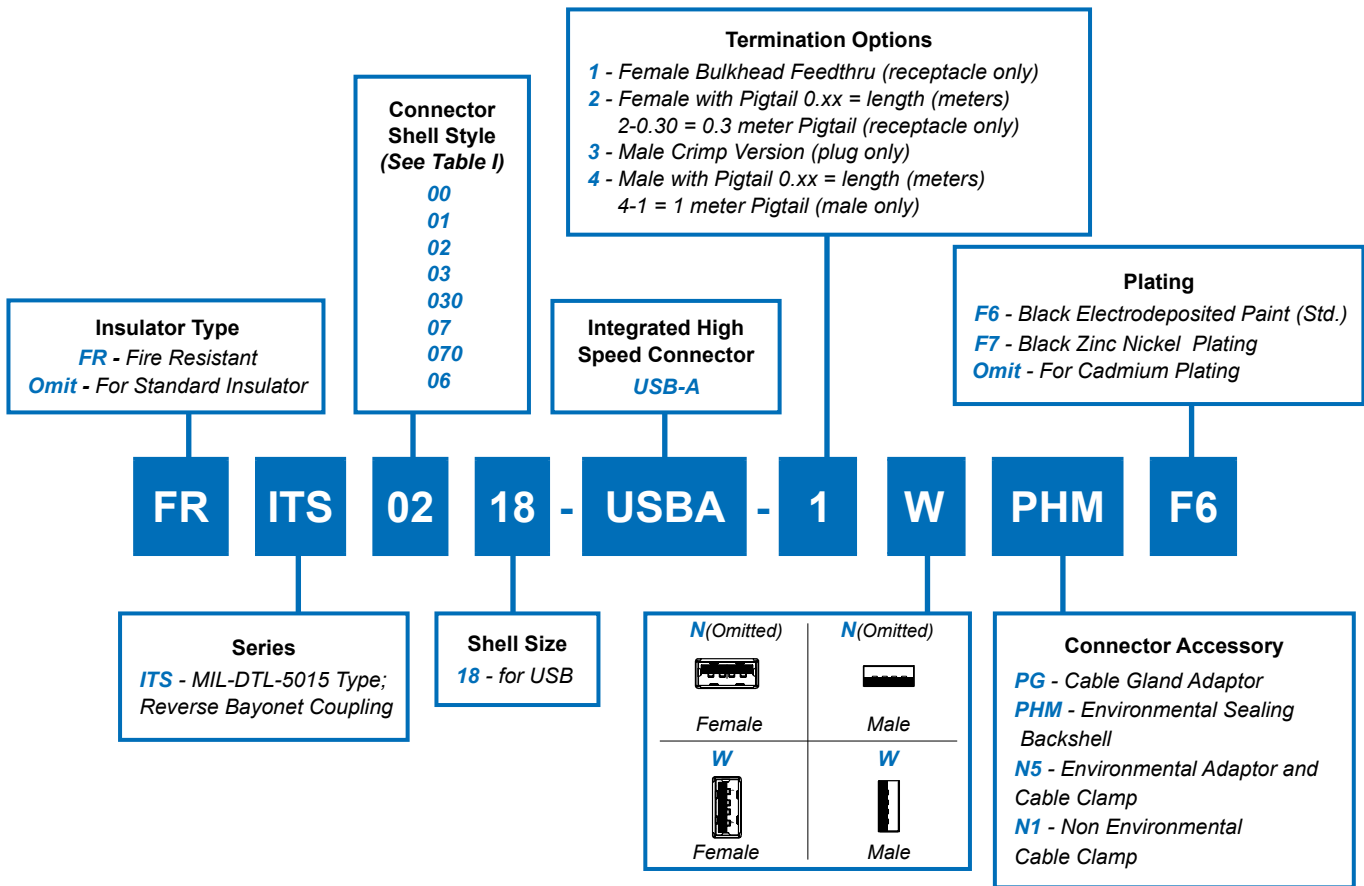 Termination Options
1 - Female Bulkhead Feedthru (receptacle only)
2 - Female with Pigtail 0.xx = length (meters)
2-0.30 = 0.3 meter Pigtail (receptacle only)
3 - Male Crimp Version (plug only)
4 - Male with Pigtail 0.xx = length (meters)
4-1 = 1 meter Pigtail (male only)
Connector
Shell Style
(See Table I)
00
01
02
03
030
07
070
06
Insulator Type
FR - Fire Resistant
Omit - For Standard Insulator
Integrated High
Speed Connector
USB-A
Plating
F6 - Black Electrodeposited Paint (Std.)
F7 - Black Zinc Nickel Plating
Omit - For Cadmium Plating
FR ITS 02 18 - USBA - 1 W PHM F6
Series
ITS - MIL-DTL-5015 Type;
Reverse Bayonet Coupling
Shell Size
18 - for USB
N(Omitted) N(Omitted)
Female Male
W W
Female Male
Connector Accessory
PG - Cable Gland Adaptor
PHM - Environmental Sealing
Backshell
N5 - Environmental Adaptor and
Cable Clamp
N1 - Non Environmental
Cable Clamp